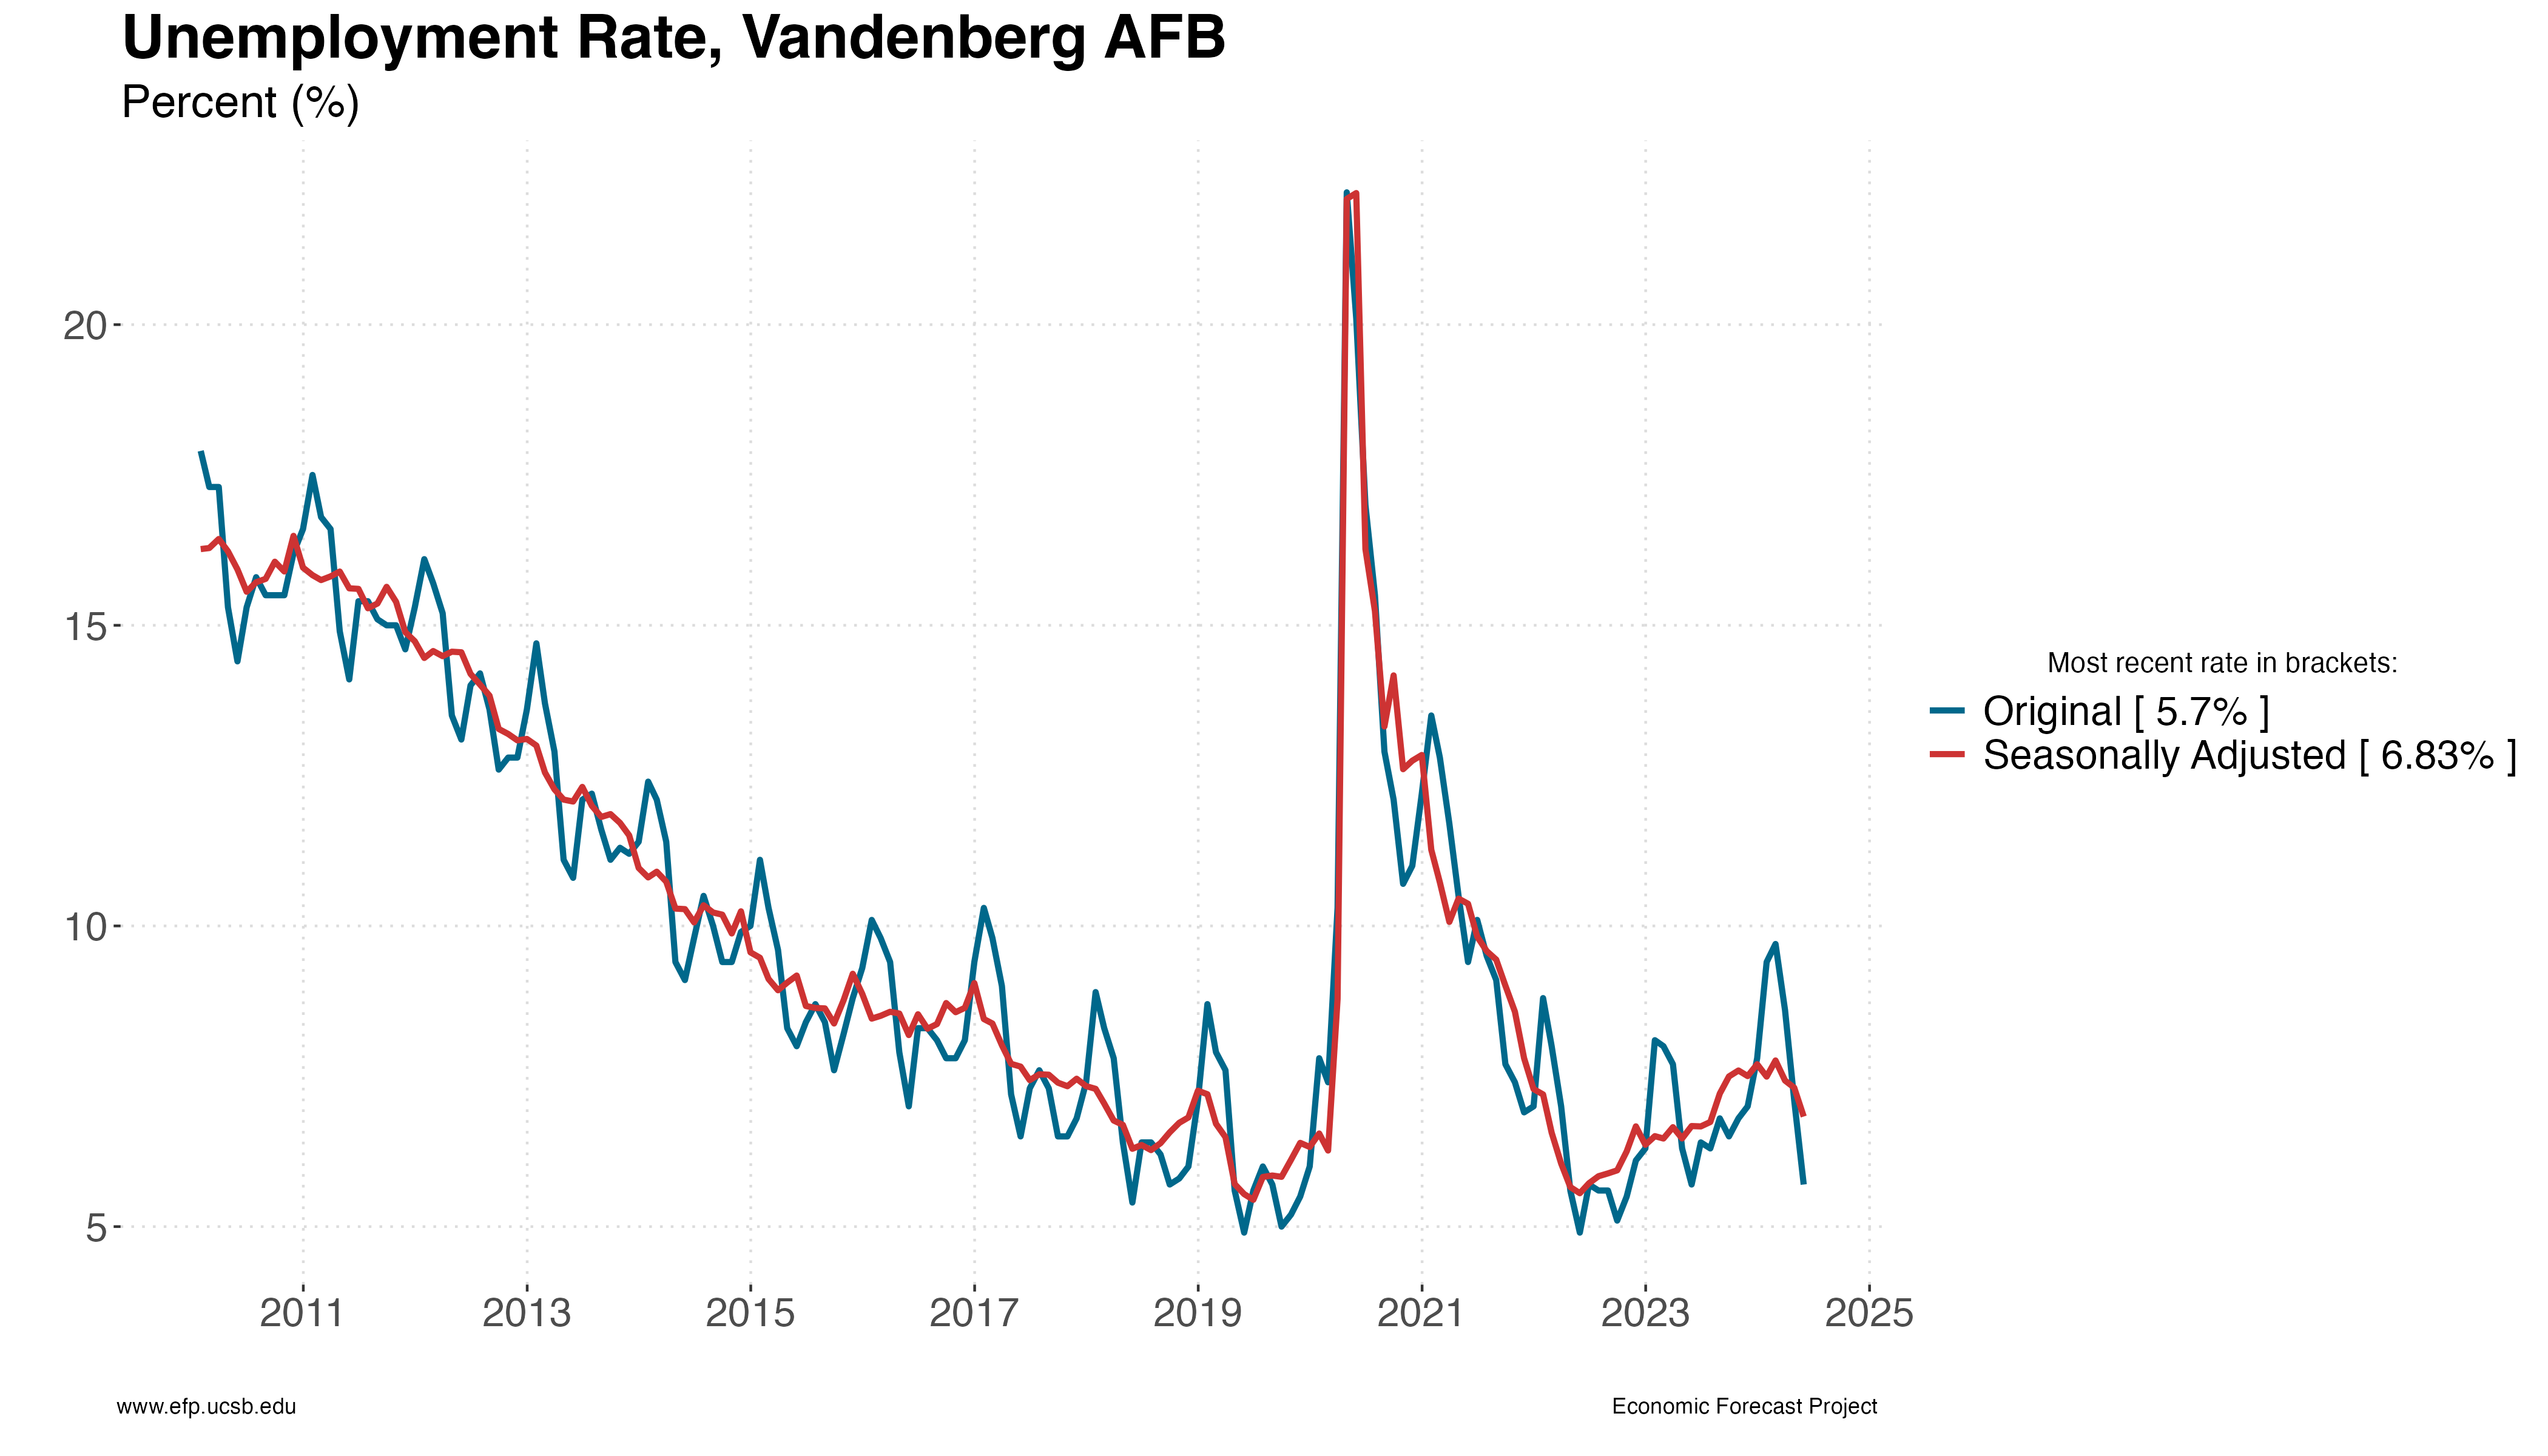 Unemployment Rate, Vandenberg AFB
Percent (%)
20
15
10
5
2011 2013 2015 2017 2019 2021 2023 2025
Most recent rate in brackets:
Original [ 5.7% ]
Seasonally Adjusted [ 6.83% ]
www.efp.ucsb.edu
Economic Forecast Project